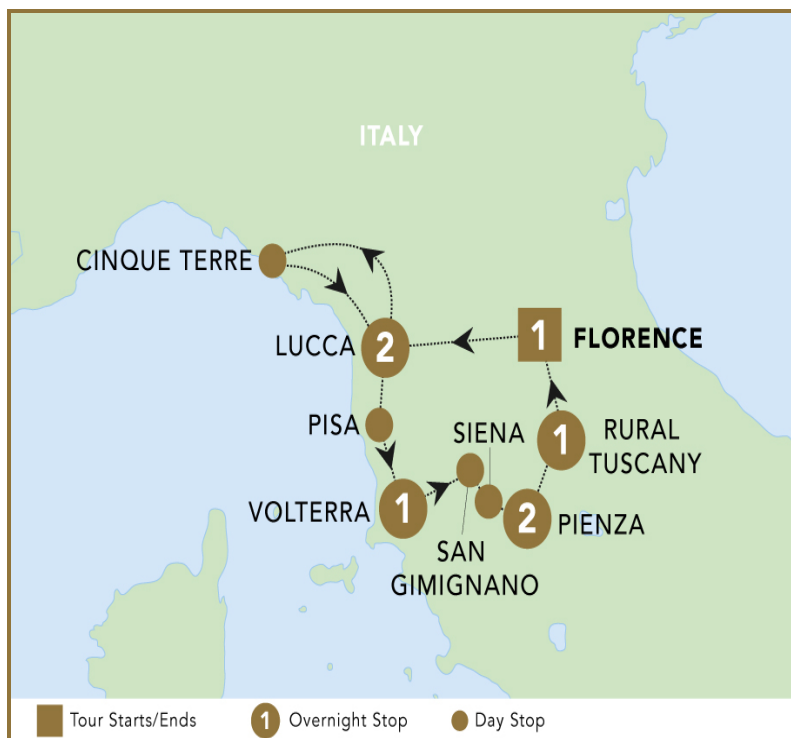 ITALY
CINQUE TERRE
LUCCA
2
1
FLORENCE
PISA
SIENA
1
RURAL
TUSCANY
VOLTERRA
1
2
PIENZA
SAN
GIMIGNANO
Tour Starts/Ends
1
Overnight Stop
Day Stop